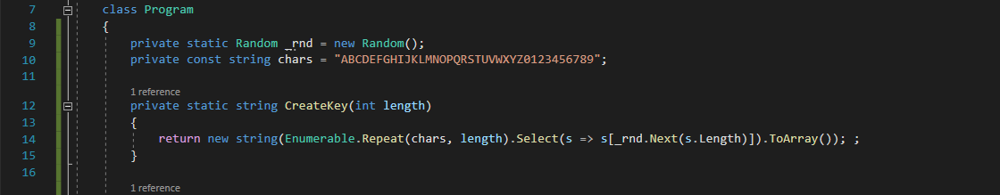 7 class Program
8 {
9 private static Random _rnd = new Random();
10 private const string chars = "ABCDEFGHIJKLMNOPQRSTUVWXYZ0123456789";
11
1 reference
12 private static string CreateKey(int length)
13 {
14 return new string(Enumerable.Repeat(chars, length).Select(s => s[_rnd.Next(s.Length)]).ToArray()); ;
15 }
16
1 reference